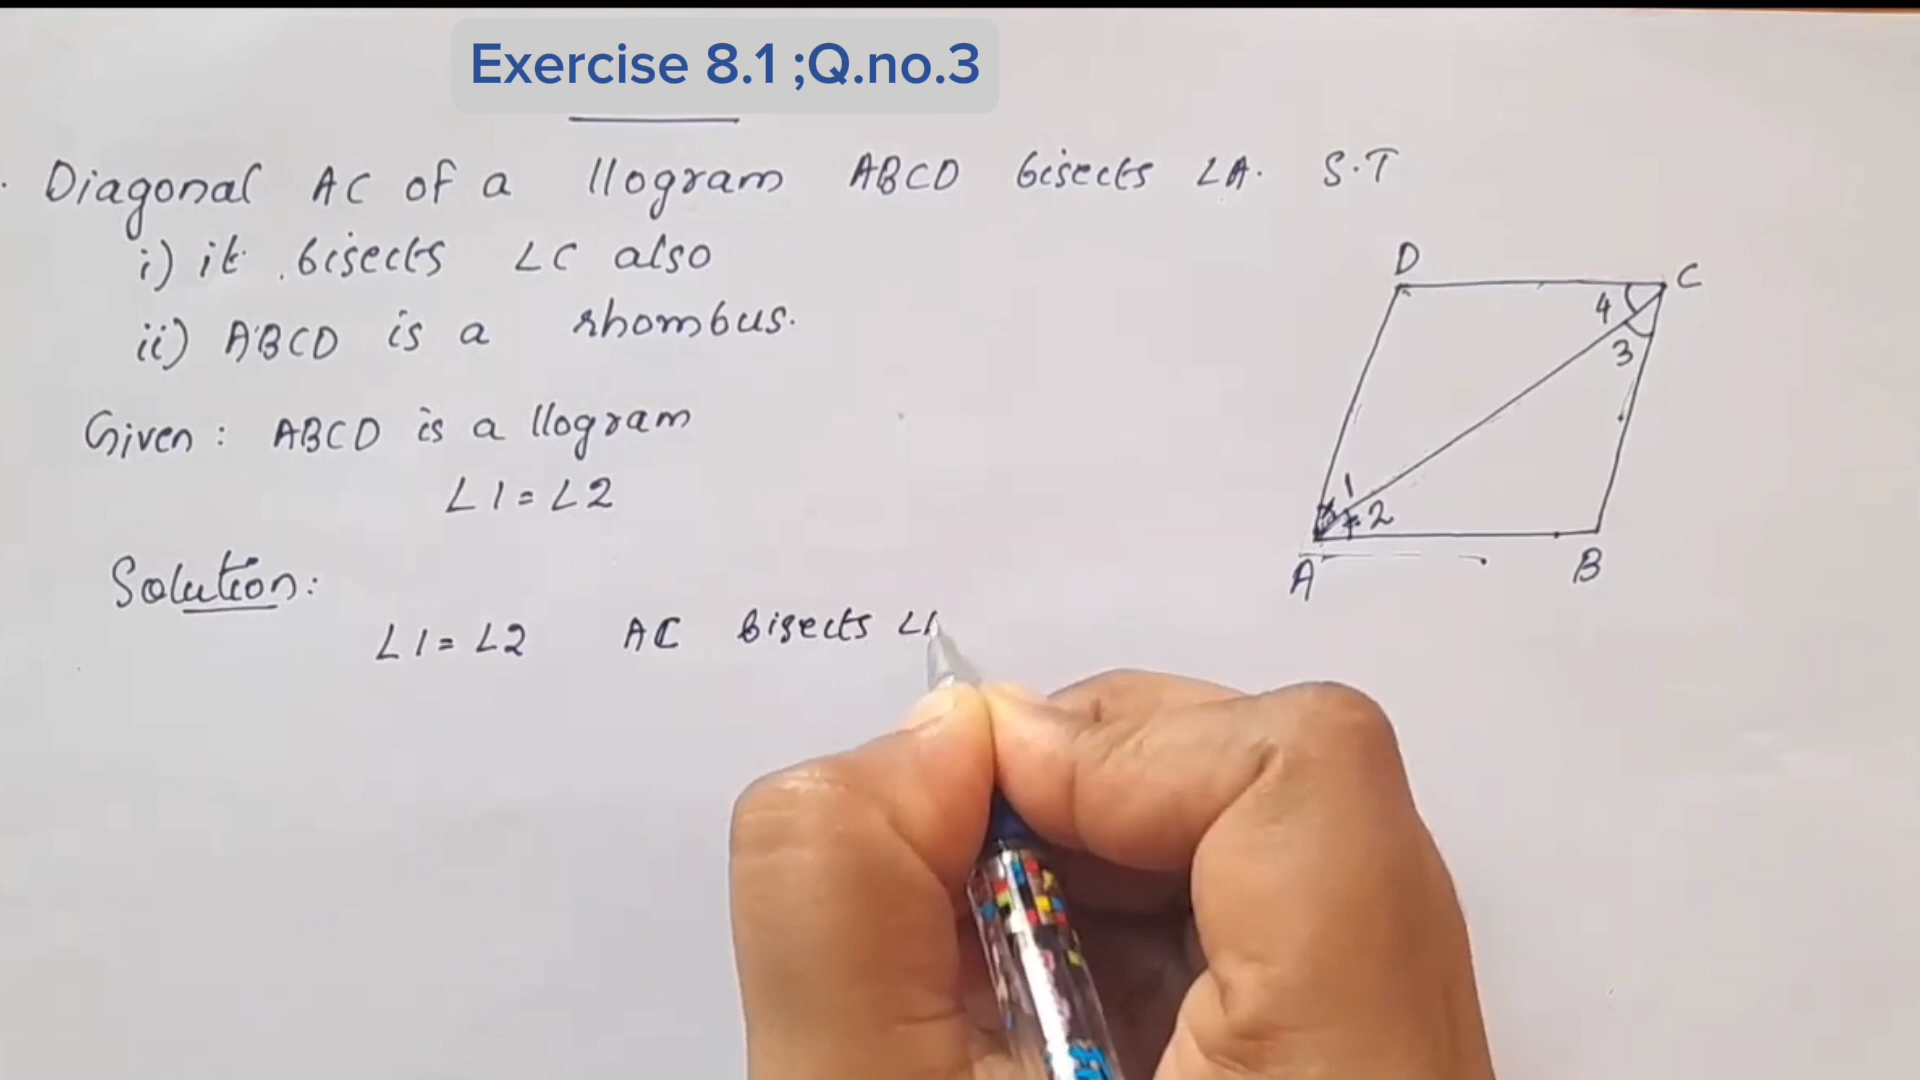 Exercise 8.1 ;Q.no.3
Diagonal AC of a llogram ABCD bisects ∠A. S.T
i) it bisects ∠C also
ii) ABCD is a rhombus.
Given : ABCD is a llogram
∠1 = ∠2
Solution:
∠1 = ∠2 AC bisects
D
C
4
3
1
2
A
B